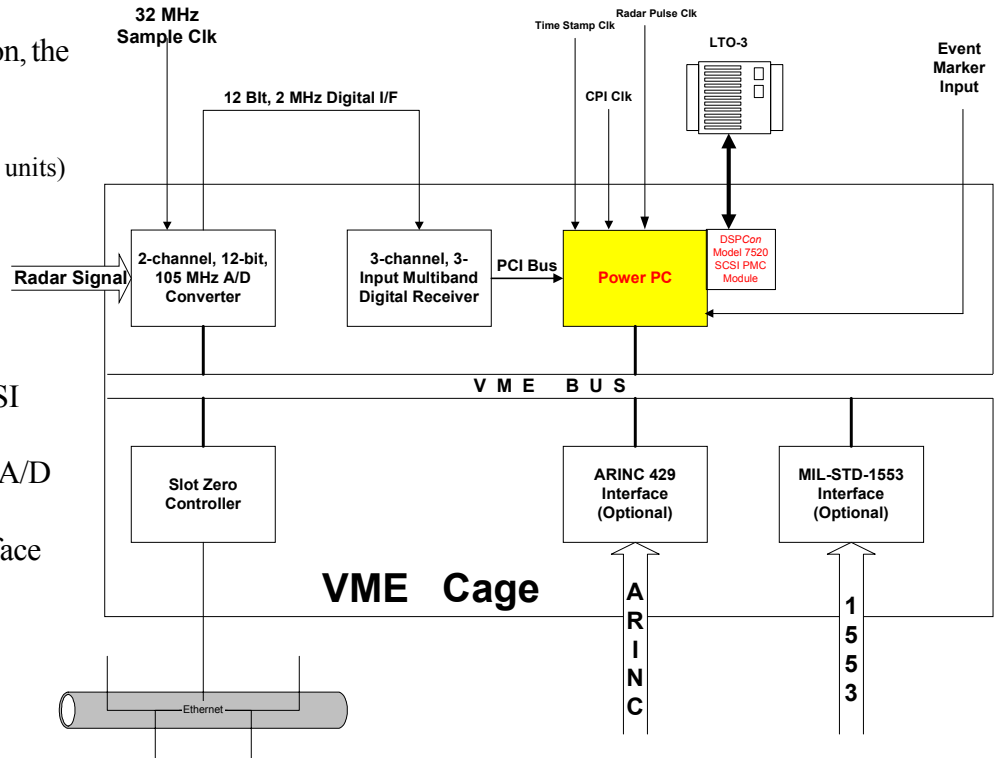 on, the
units)
SI
A/D
face
32 MHz
Sample Clk
Time Stamp Clk
Radar Pulse Clk
CPI Clk
LTO-3
Event
Marker
Input
12 BIt, 2 MHz Digital I/F
Radar Signal
2-channel, 12-bit,
105 MHz A/D
Converter
3-channel, 3-
Input Multiband
Digital Receiver
PCI Bus
Power PC
DSPCon
Model 7520
SCSI PMC
Module
V M E B U S
Slot Zero
Controller
ARINC 429
Interface
(Optional)
MIL-STD-1553
Interface
(Optional)
VME Cage
A
R
I
N
C
1
5
5
3
Ethernet